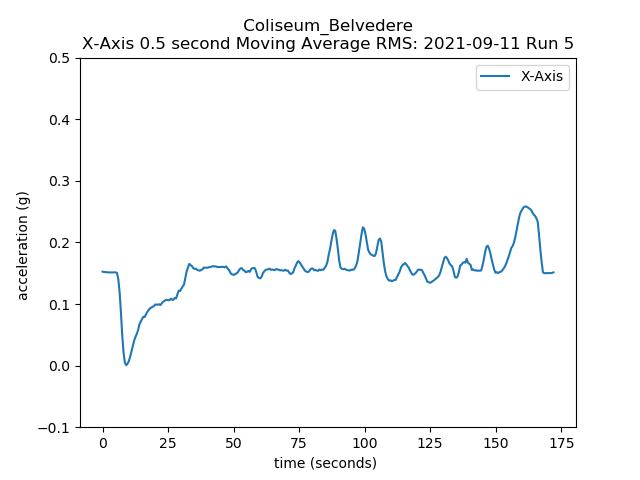 Coliseum_Belvedere
X-Axis 0.5 second Moving Average RMS: 2021-09-11 Run 5
X-Axis
acceleration (g)
0.5
0.4
0.3
0.2
0.1
0.0
−0.1
0 25 50 75 100 125 150 175
time (seconds)